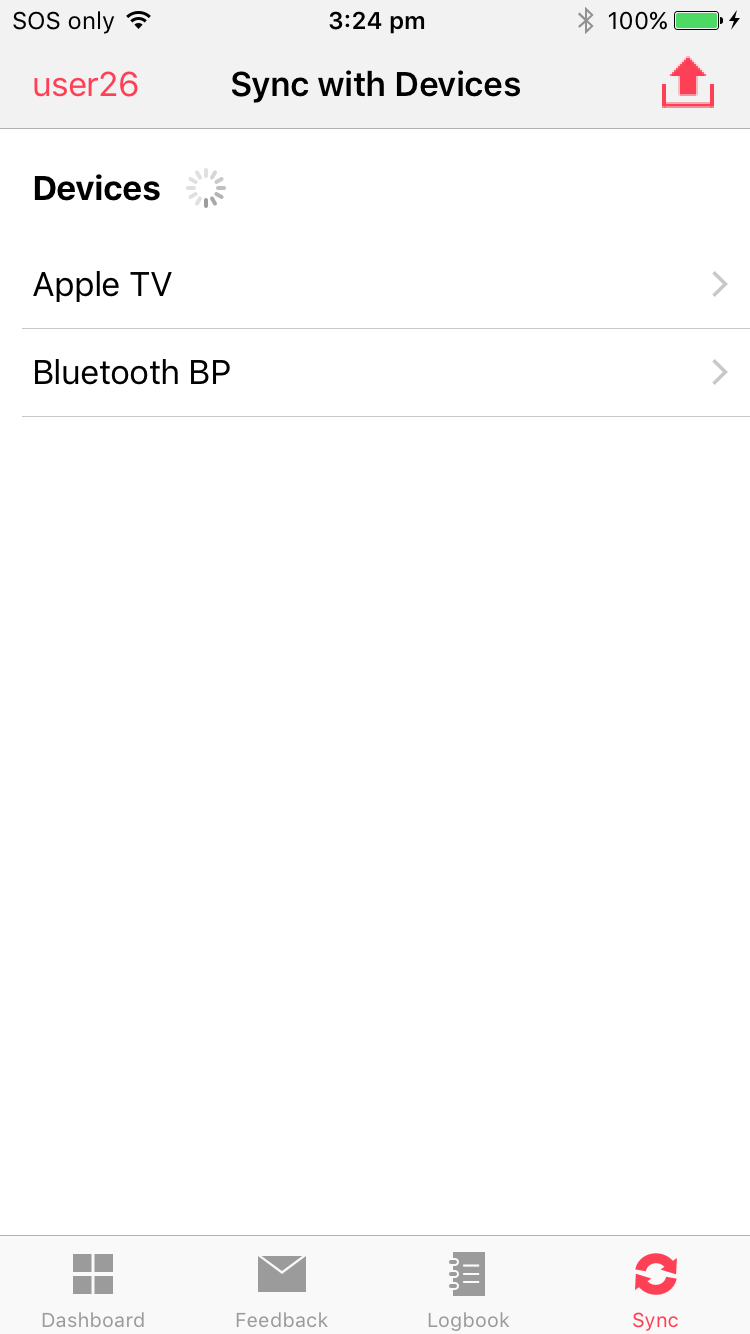 SOS only 3:24 pm 100%
user26 Sync with Devices
Devices
Apple TV
Bluetooth BP
Dashboard Feedback Logbook Sync